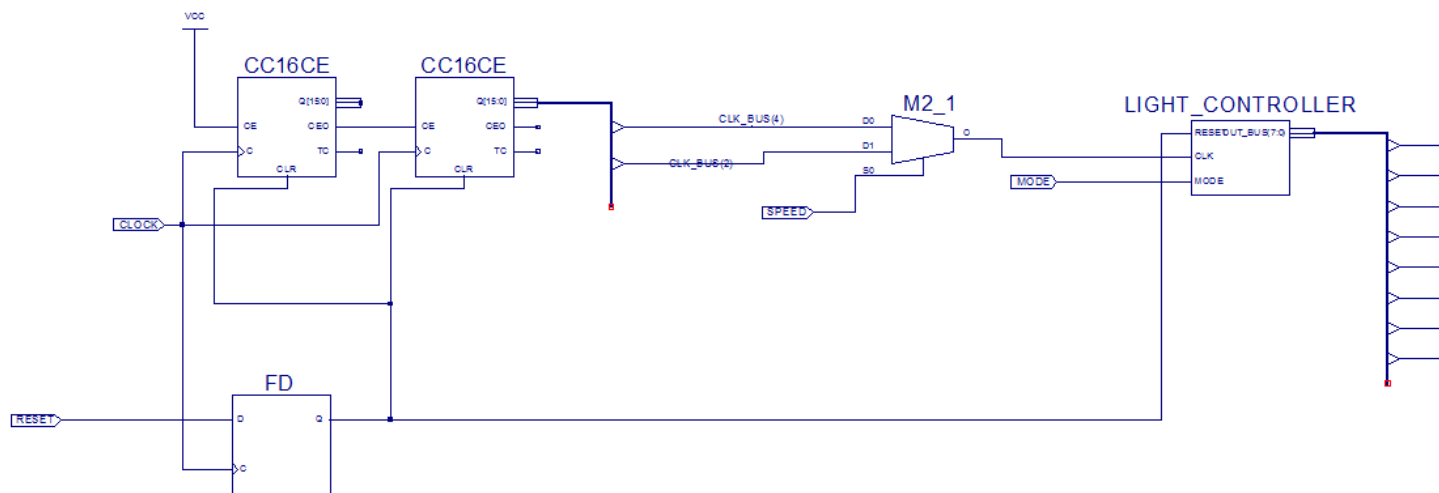 VCC
CC16CE
Q[15:0]
CE
CEO
C
TC
CLR
CC16CE
Q[15:0]
CE
CEO
C
TC
CLR
CLK_BUS(4)
CLK_BUS(2)
M2_1
D0
D1
S0
O
SPEED
LIGHT_CONTROLLER
RESET
OUT_BUS(7:0)
CLK
MODE
MODE
CLOCK
FD
RESET
D
Q
C